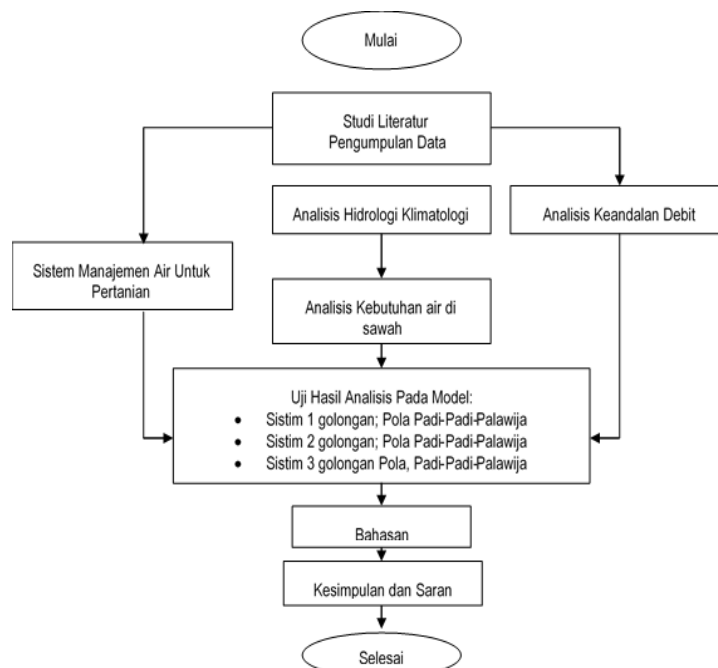 Mulai
Studi Literatur
Pengumpulan Data
Analisis Hidrologi Klimatologi
Analisis Keandalan Debit
Sistem Manajemen Air Untuk
Pertanian
Analisis Kebutuhan air di
sawah
Uji Hasil Analisis Pada Model:
• Sistim 1 golongan; Pola Padi-Padi-Palawija
• Sistim 2 golongan; Pola Padi-Padi-Palawija
• Sistim 3 golongan Pola, Padi-Padi-Palawija
Bahasan
Kesimpulan dan Saran
Selesai